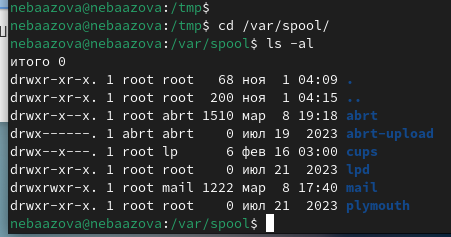 nebaazova@nebaazova:/tmp$
nebaazova@nebaazova:/tmp$ cd /var/spool/
nebaazova@nebaazova:/var/spool$ ls -al
итого 0
drwxr-xr-x. 1 root root   68 ноя  1 04:09 .
drwxr-xr-x. 1 root root  200 ноя  1 04:15 ..
drwxr-x--x. 1 root abrt 1510 мар  8 19:18 abrt
drwx------. 1 abrt abrt    0 июл 19  2023 abrt-upload
drwx--x---. 1 root lp      6 фев 16 03:00 cups
drwxr-xr-x. 1 root root    0 июл 21  2023 lpd
drwxrwxr-x. 1 root mail 1222 мар  8 17:40 mail
drwxr-xr-x. 1 root root    0 июл 21  2023 plymouth
nebaazova@nebaazova:/var/spool$